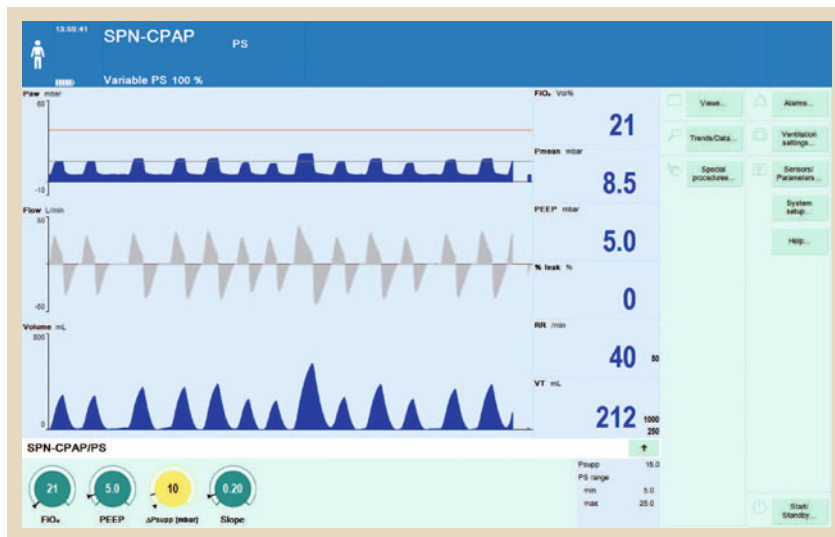 13:59:41
SPN-CPAP
PS
Variable PS 100 %
Paw mbar
60
-10
Flow L/min
50
-50
Volume mL
500
0
FiO₂ Vol%
21
Pmean mbar
8.5
PEEP mbar
5.0
% leak %
0
RR /min
40
50
VT mL
212
1000
250
Views...
Alarms...
Trends/Data...
Ventilation
settings...
Special
procedures...
Sensors/
Parameters...
System
setup...
Help...
SPN-CPAP/PS
21
5.0
10
0.20
FiO₂
PEEP
ΔPsupp [mbar]
Slope
Psupp 15.0
PS range
min 5.0
max 25.0
Start/
Standby...